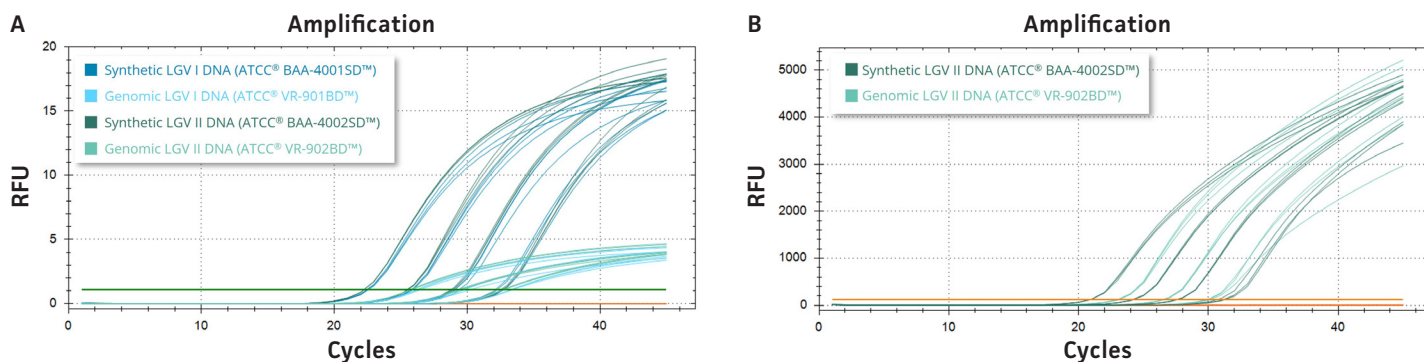 A
Amplification
20
15
10
5
0
RFU
Synthetic LGV I DNA (ATCC® BAA-4001SD™)
Genomic LGV I DNA (ATCC® VR-901BD™)
Synthetic LGV II DNA (ATCC® BAA-4002SD™)
Genomic LGV II DNA (ATCC® VR-902BD™)
0 10 20 30 40
Cycles
B
Amplification
5000
4000
3000
2000
1000
0
RFU
Synthetic LGV II DNA (ATCC® BAA-4002SD™)
Genomic LGV II DNA (ATCC® VR-902BD™)
0 10 20 30 40
Cycles